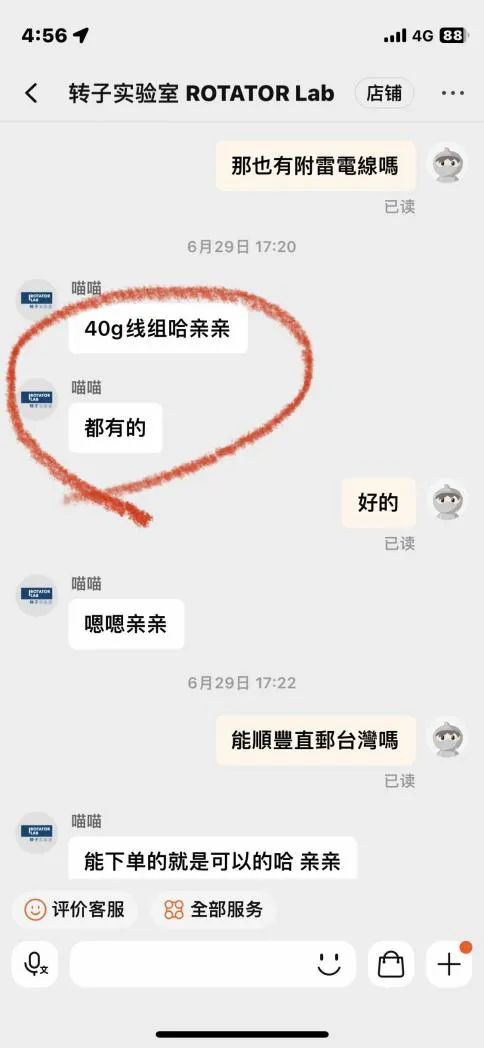 4:56
4G
88
转子实验室 ROTATOR Lab
店铺
那也有附雷電線嗎
已读
6月29日 17:20
喵喵
40g线组哈亲亲
喵喵
都有的
好的
已读
喵喵
嗯嗯亲亲
6月29日 17:22
能順豐直郵台灣嗎
已读
喵喵
能下单的就是可以的哈 亲亲
评价客服
全部服务